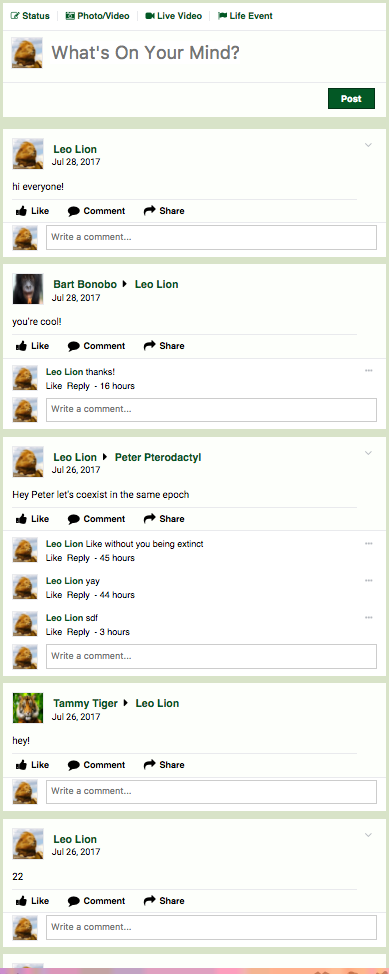 Status Photo/Video Live Video Life Event
What's On Your Mind?
Post
Leo Lion
Jul 28, 2017
hi everyone!
Like Comment Share
Write a comment...
Bart Bonobo Leo Lion
Jul 28, 2017
you're cool!
Like Comment Share
Leo Lion thanks!
Like Reply - 16 hours
Write a comment...
Leo Lion Peter Pterodactyl
Jul 26, 2017
Hey Peter let's coexist in the same epoch
Like Comment Share
Leo Lion Like without you being extinct
Like Reply - 45 hours
Leo Lion yay
Like Reply - 44 hours
Leo Lion sdf
Like Reply - 3 hours
Write a comment...
Tammy Tiger Leo Lion
Jul 26, 2017
hey!
Like Comment Share
Write a comment...
Leo Lion
Jul 26, 2017
22
Like Comment Share
Write a comment...